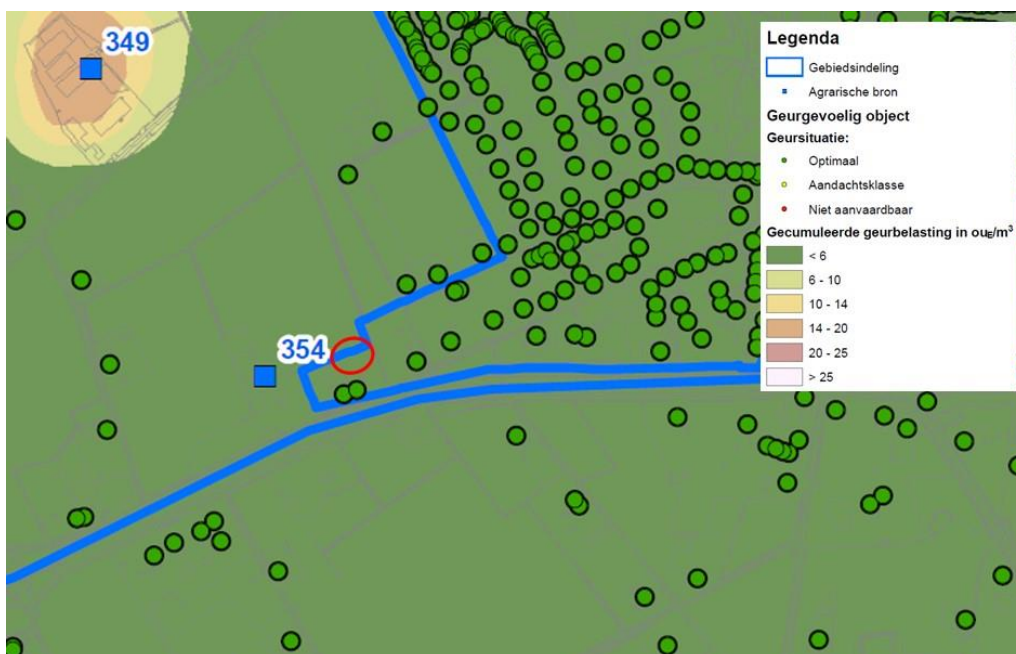 349
354
Legenda
Gebiedsindeling
Agrarische bron
Geurgevoelig object
Geursituatie:
Optimaal
Aandachtsklasse
Niet aanvaardbaar
Gecumuleerde geurbelasting in ouE/m³
< 6
6 - 10
10 - 14
14 - 20
20 - 25
> 25